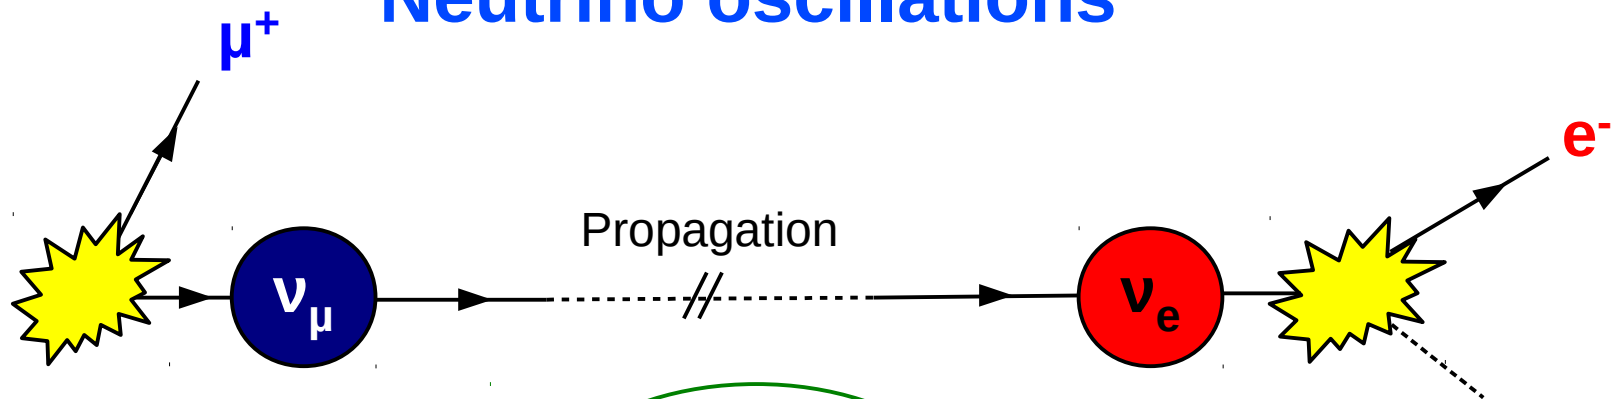 Neutrino oscillations
μ⁺
e⁻
Propagation
νμ
νe